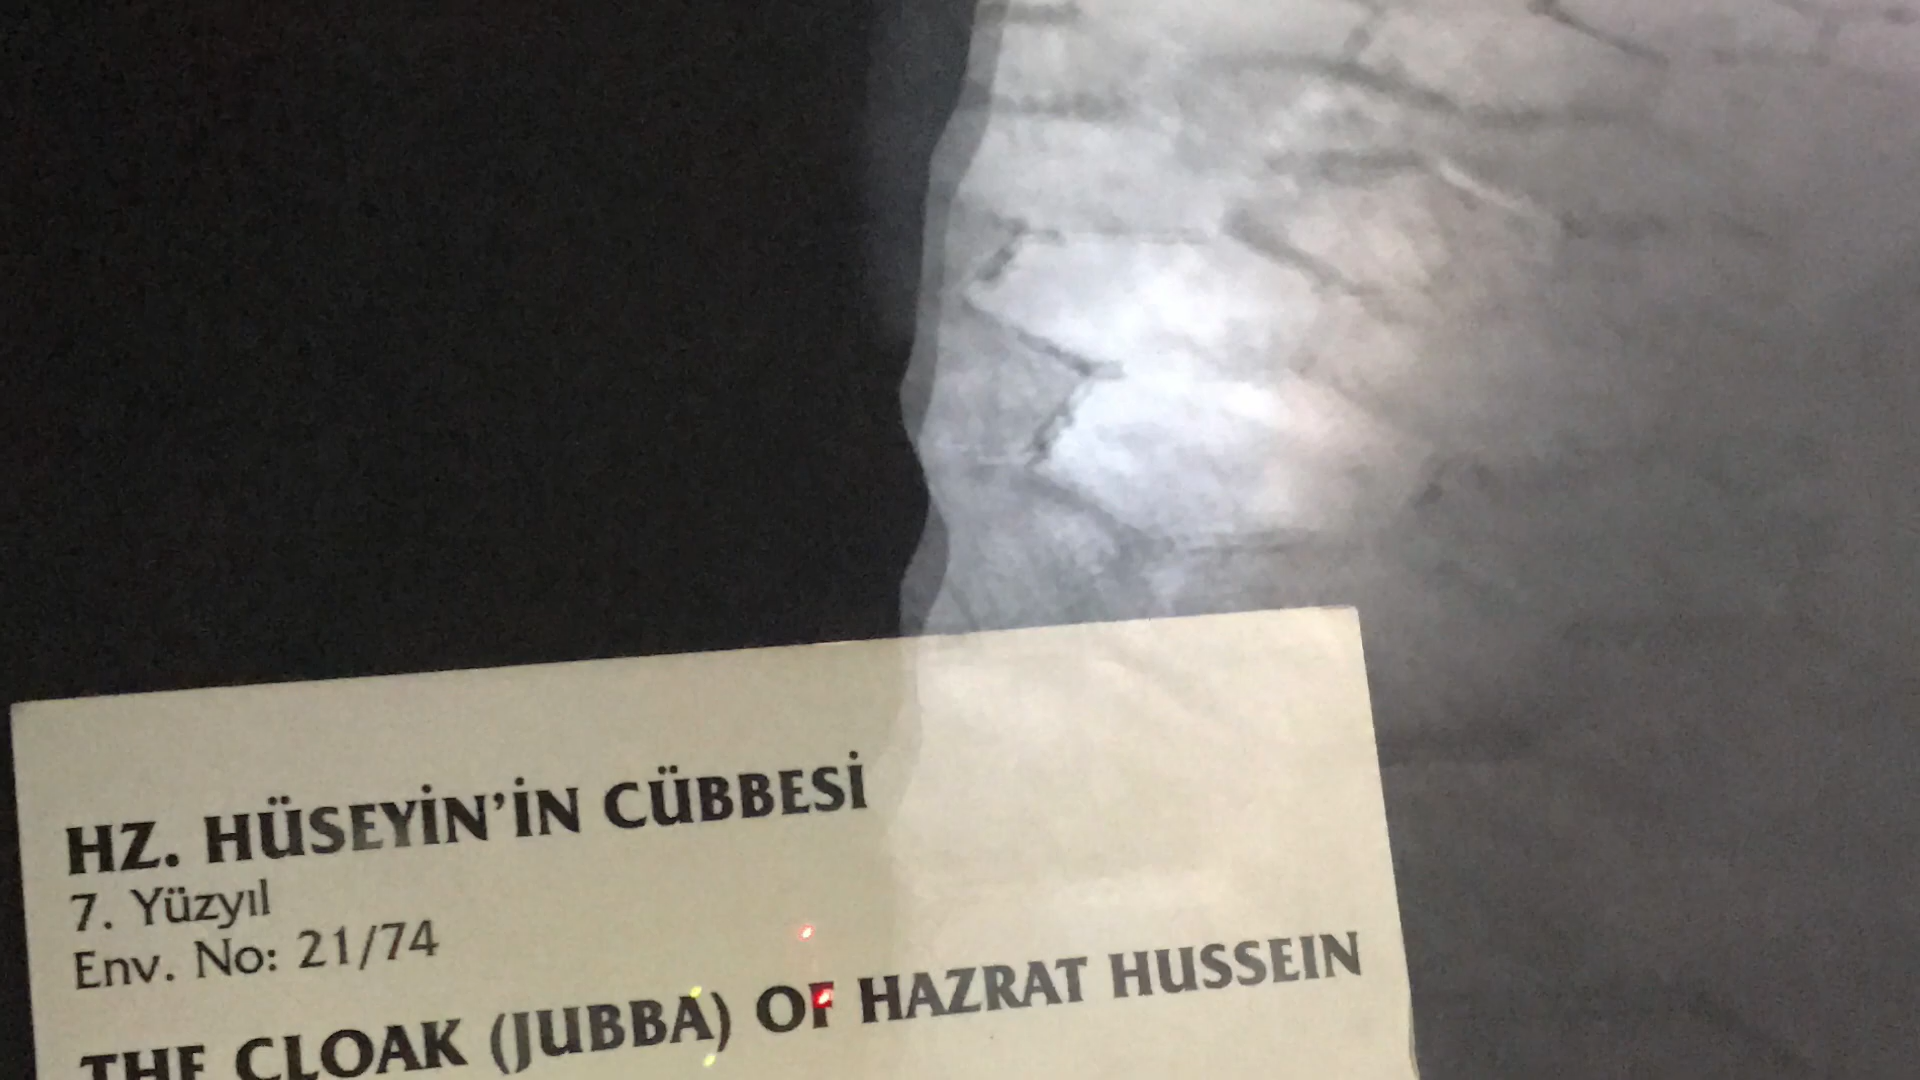 HZ. HÜSEYİN'İN CÜBBESİ
7. Yüzyıl
Env. No: 21/74
THE CLOAK (JUBBA) OF HAZRAT HUSSEIN